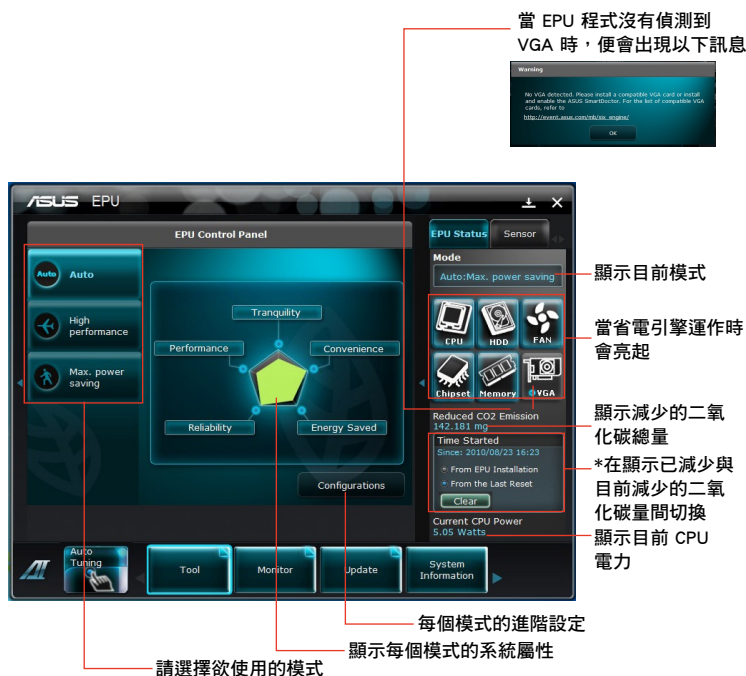 當 EPU 程式沒有偵測到
VGA 時，便會出現以下訊息
Warning
No VGA detected. Please install a compatible VGA card or install
and enable the ASUS SmartDoctor. For the list of compatible VGA
cards, refer to
http://event.asus.com/mb/six_engine/
OK
ASUS EPU
EPU Control Panel
Auto Auto
High
performance
Max. power
saving
Tranquility
Performance
Convenience
Reliability
Energy Saved
Configurations
EPU Status
Sensor
Mode
Auto:Max. power saving
CPU
HDD
FAN
Chipset
Memory
VGA
Reduced CO2 Emission
142.181 mg
Time Started
Since: 2010/08/23 16:23
From EPU Installation
From the Last Reset
Clear
Current CPU Power
5.05 Watts
顯示目前模式
當省電引擎運作時
會亮起
顯示減少的二氧
化碳總量
*在顯示已減少與
目前減少的二氧
化碳量間切換
顯示目前 CPU
電力
Auto
Tuning
Tool
Monitor
Update
System
Information
每個模式的進階設定
顯示每個模式的系統屬性
請選擇欲使用的模式